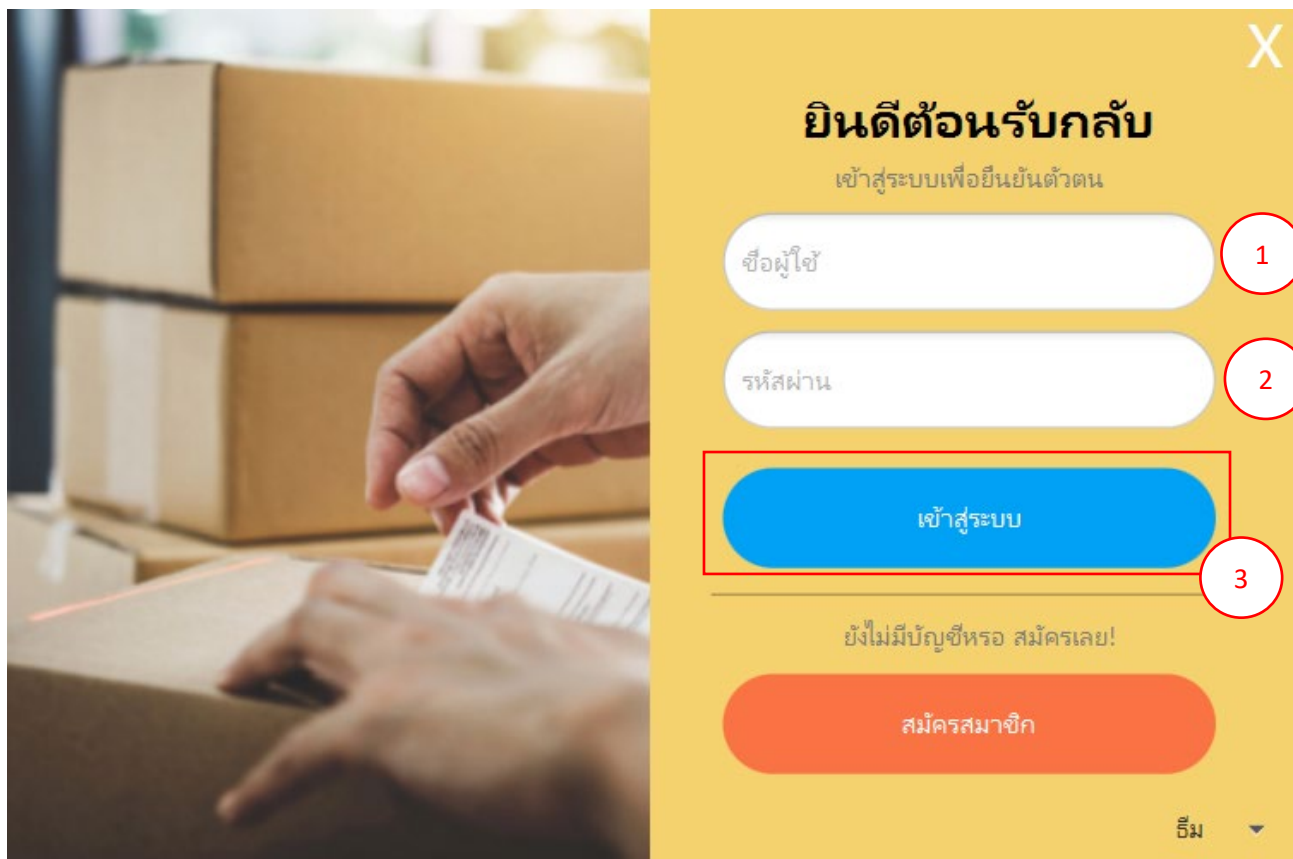 X
ยินดีต้อนรับกลับ
เข้าสู่ระบบเพื่อยืนยันตัวตน
ชื่อผู้ใช้
1
รหัสผ่าน
2
เข้าสู่ระบบ
3
ยังไม่มีบัญชีหรอ สมัครเลย!
สมัครสมาชิก
ธีม